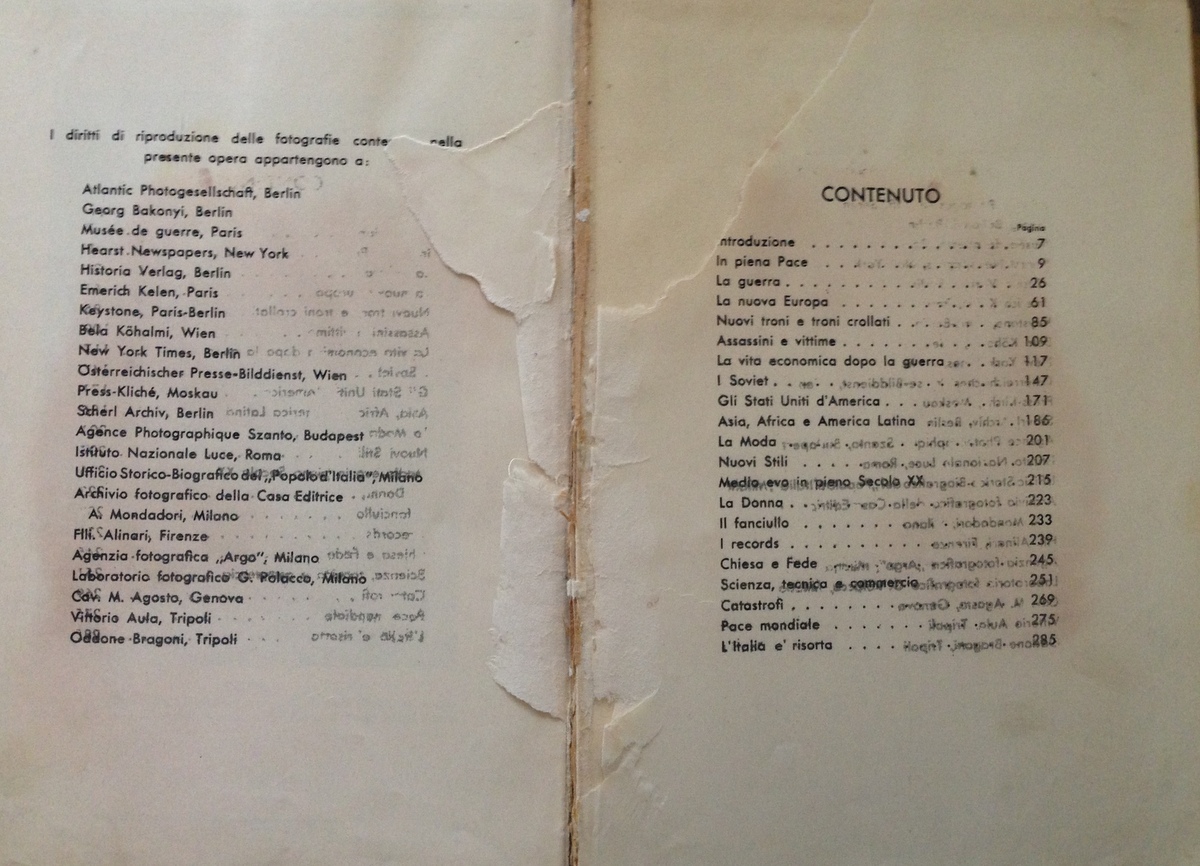 I diritti di riproduzione delle fotografie conte nella
presente opera appartengono a:
Atlantic Photogesellschaft, Berlin
Georg Bakonyi, Berlin
Musée de guerre, Paris
Hearst Newspapers, New York
Historia Verlag, Berlin
Emerich Kelen, Paris
Keystone, Paris-Berlin
Bela Köhalmi, Wien
New York Times, Berlin
Österreichischer Presse-Bilddienst, Wien
Press-Kliché, Moskau
Scherl Archiv, Berlin
Agence Photographique Szanto, Budapest
Istituto Nazionale Luce, Roma
Ufficio Storico-Biografico del „Popolo d'Italia", Milano
Archivio fotografico della Casa Editrice
A. Mondadori, Milano
Flli. Alinari, Firenze
Agenzia fotografica „Argo", Milano
Laboratorio fotografico G. Polacco, Milano
Cav. M. Agosto, Genova
Vittorio Aula, Tripoli
Oddone Bragoni, Tripoli
CONTENUTO
Pagina
ntroduzione . . . . . . . . . . . 7
In piena Pace . . . . . . . . . . 9
La guerra . . . . . . . . . . . . 26
La nuova Europa . . . . . . . . . 61
Nuovi troni e troni crollati . . . . . 85
Assassini e vittime . . . . . . . . 109
La vita economica dopo la guerra . . . 117
I Soviet . . . . . . . . . . . . 147
Gli Stati Uniti d'America . . . . . . 171
Asia, Africa e America Latina . . . . 186
La Moda . . . . . . . . . . . . 201
Nuovi Stili . . . . . . . . . . . 207
Medio evo in pieno Secolo XX . . . . 215
La Donna . . . . . . . . . . . . 223
Il fanciullo . . . . . . . . . . . 233
I records . . . . . . . . . . . . 239
Chiesa e Fede . . . . . . . . . . 245
Scienza, tecnica e commercio . . . . 251
Catastrofi . . . . . . . . . . . . 269
Pace mondiale . . . . . . . . . . 275
L'Italia e' risorta . . . . . . . . . 285